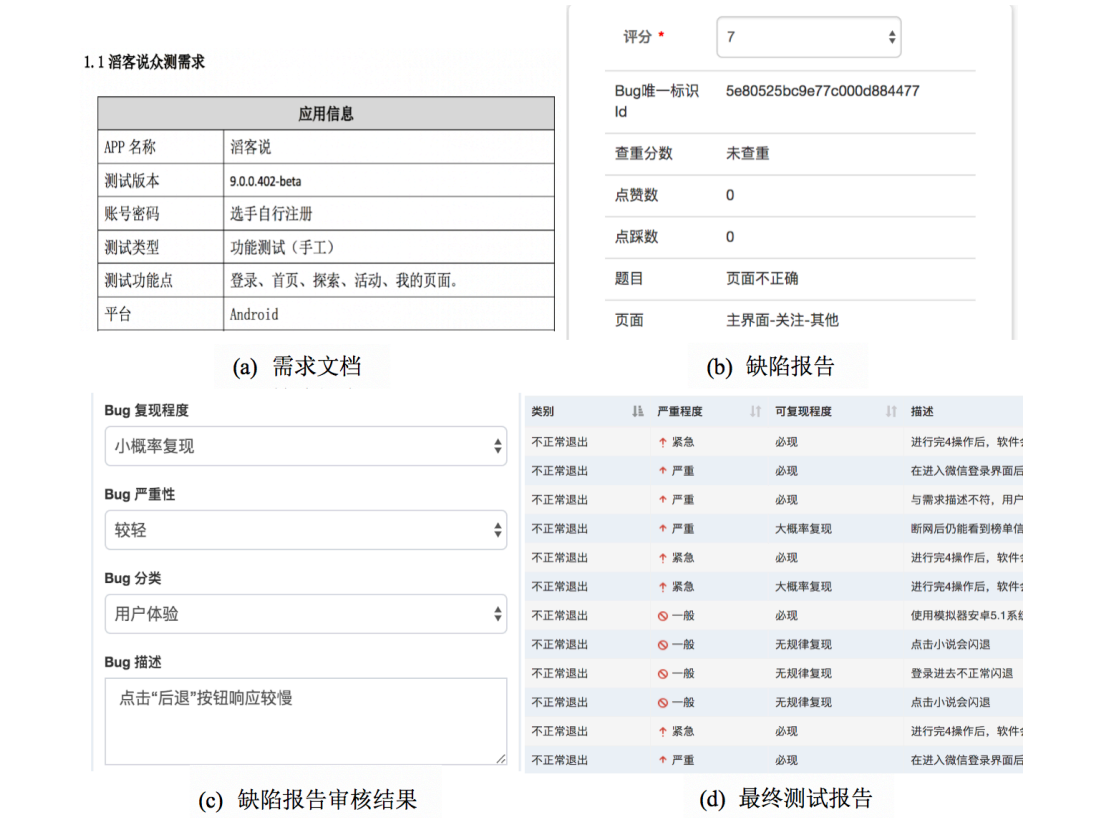 1.1 滔客说众测需求
应用信息
APP 名称 滔客说
测试版本 9.0.0.402-beta
账号密码 选手自行注册
测试类型 功能测试（手工）
测试功能点 登录、首页、探索、活动、我的页面。
平台 Android
(a) 需求文档
评分 * 7
Bug唯一标识 5e80525bc9e77c000d884477
Id
查重分数 未查重
点赞数 0
点踩数 0
题目 页面不正确
页面 主界面-关注-其他
(b) 缺陷报告
Bug 复现程度
小概率复现
Bug 严重性
较轻
Bug 分类
用户体验
Bug 描述
点击“后退”按钮响应较慢
(c) 缺陷报告审核结果
类别 严重程度 可复现程度 描述
不正常退出 紧急 必现 进行完4操作后，软件会
不正常退出 严重 必现 在进入微信登录界面后
不正常退出 严重 必现 与需求描述不符，用户
不正常退出 严重 大概率复现 断网后仍能看到榜单信
不正常退出 紧急 必现 进行完4操作后，软件会
不正常退出 紧急 大概率复现 进行完4操作后，软件会
不正常退出 一般 必现 使用模拟器安卓5.1系统
不正常退出 一般 无规律复现 点击小说会闪退
不正常退出 一般 无规律复现 登录进去不正常闪退
不正常退出 一般 无规律复现 点击小说会闪退
不正常退出 紧急 必现 进行完4操作后，软件会
不正常退出 严重 必现 在进入微信登录界面后
(d) 最终测试报告